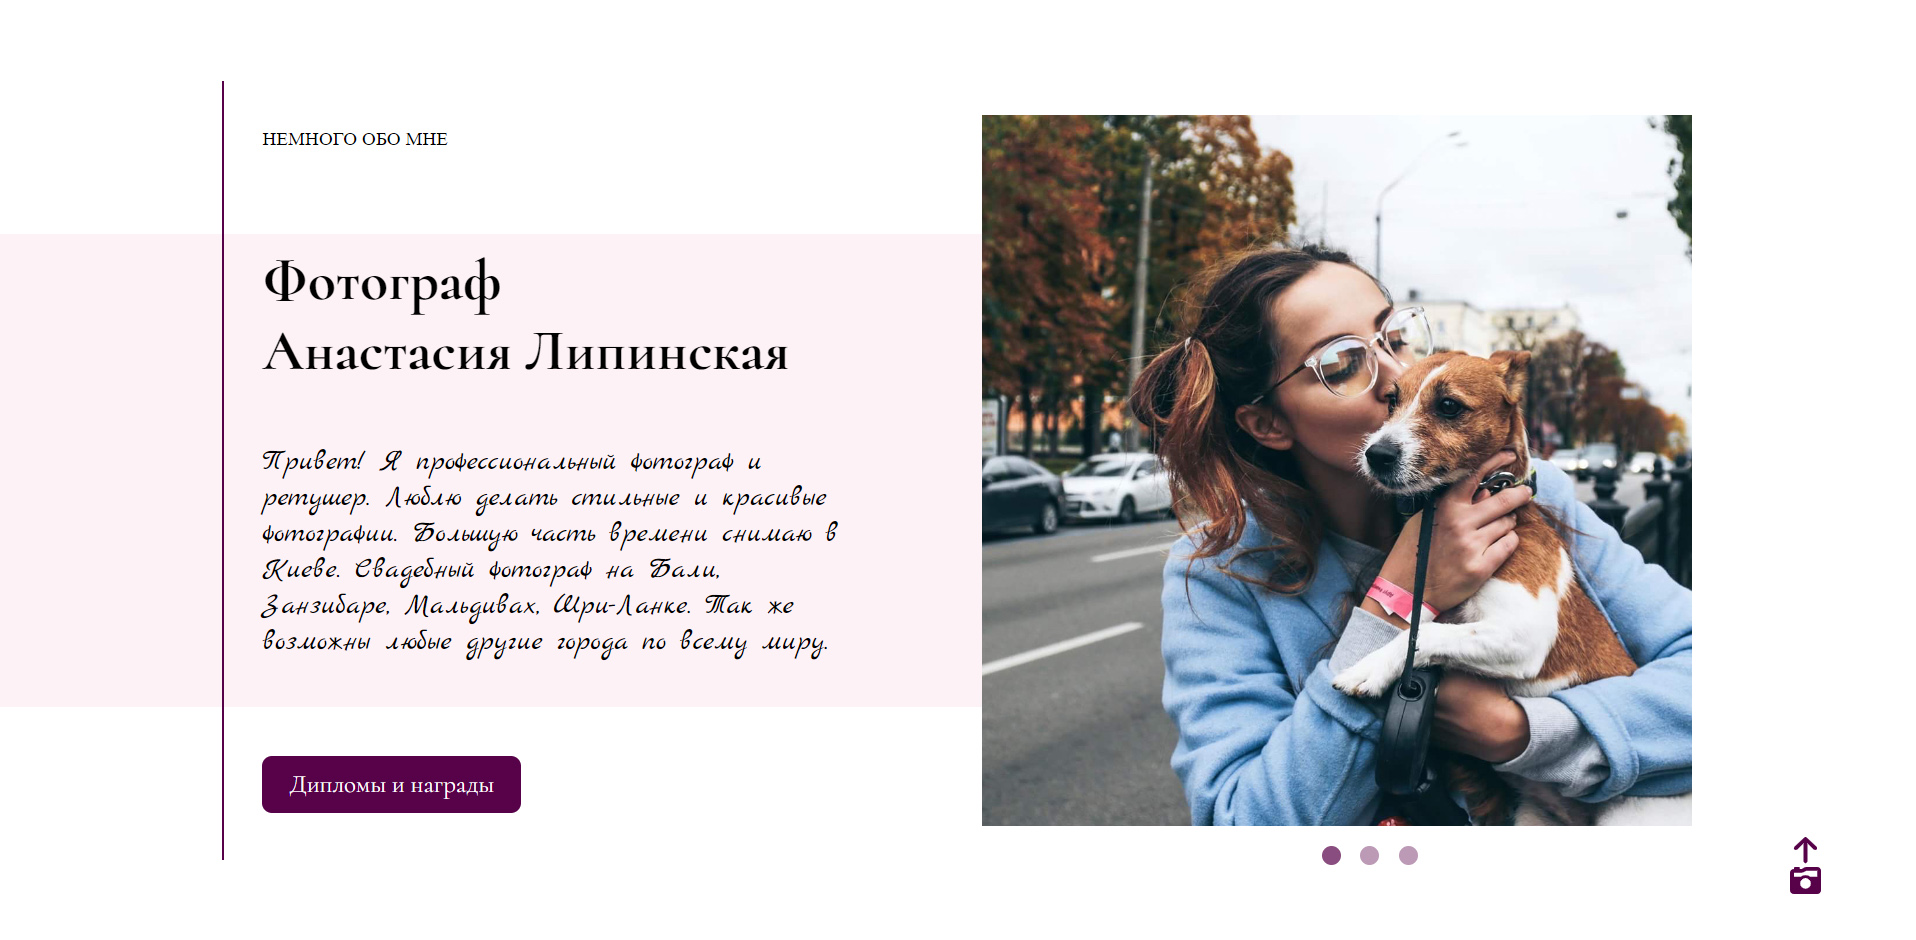 НЕМНОГО ОБО МНЕ
Фотограф
Анастасия Липинская
Привет! Я профессиональный фотограф и
ретушер. Люблю делать стильные и красивые
фотографии. Большую часть времени снимаю в
Киеве. Свадебный фотограф на Бали,
Занзибаре, Мальдивах, Шри-Ланке. Так же
возможны любые другие города по всему миру.
Дипломы и награды